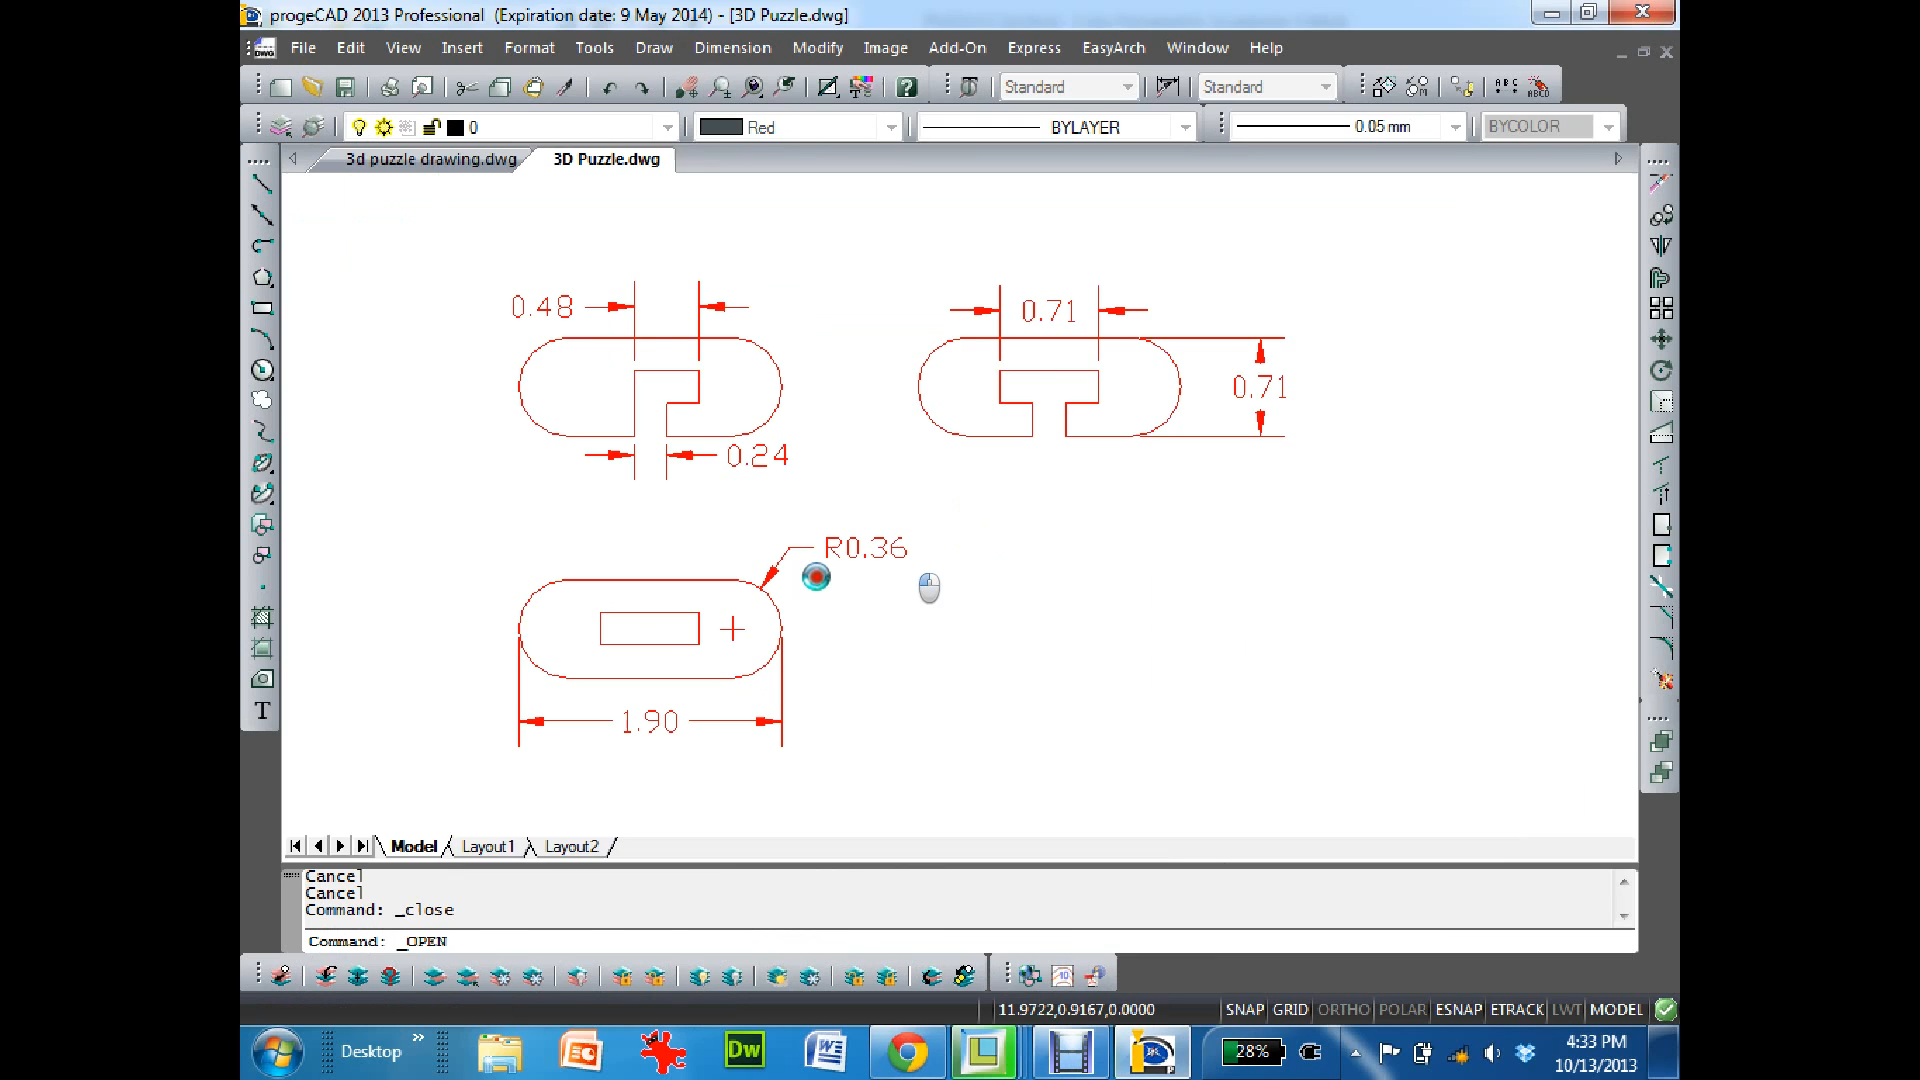 progeCAD 2013 Professional  (Expiration date: 9 May 2014) - [3D Puzzle.dwg]
File Edit View Insert Format Tools Draw Dimension Modify Image Add-On Express EasyArch Window Help
Standard Standard
0 Red BYLAYER 0.05 mm BYCOLOR
3d puzzle drawing.dwg 3D Puzzle.dwg
0.48
0.71
0.71
0.24
R0.36
1.90
T
Model Layout1 Layout2
Cancel
Cancel
Command: _close
Command: _OPEN
11.9722,0.9167,0.0000 SNAP GRID ORTHO POLAR ESNAP ETRACK LWT MODEL
Desktop
Dw
28%
4:33 PM
10/13/2013